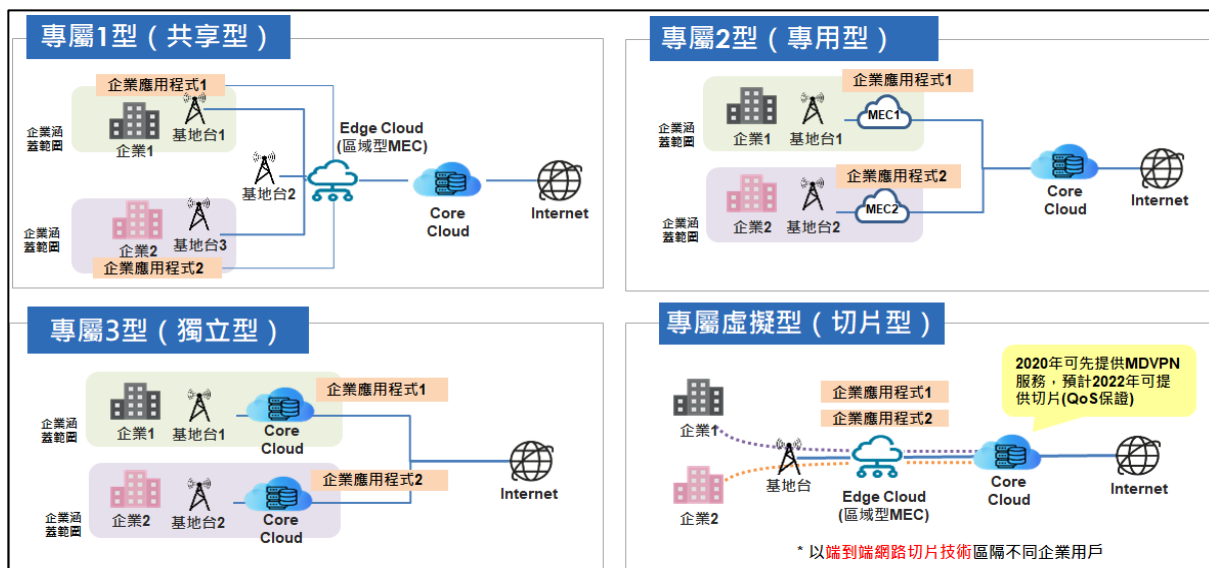 專屬1型（共享型）
企業應用程式1
企業涵
蓋範圍
企業1
基地台1
Edge Cloud
(區域型MEC)
基地台2
Core
Cloud
Internet
企業涵
蓋範圍
企業2
基地台3
企業應用程式2
專屬2型（專用型）
企業應用程式1
企業涵
蓋範圍
企業1
基地台1
MEC1
企業應用程式2
企業涵
蓋範圍
企業2
基地台2
MEC2
Core
Cloud
Internet
專屬3型（獨立型）
企業應用程式1
企業涵
蓋範圍
企業1
基地台1
Core
Cloud
企業應用程式2
企業涵
蓋範圍
企業2
基地台2
Core
Cloud
Internet
專屬虛擬型（切片型）
2020年可先提供MDVPN
服務，預計2022年可提
供切片(QoS保證)
企業應用程式1
企業應用程式2
企業1
企業2
基地台
Edge Cloud
(區域型MEC)
Core
Cloud
Internet
* 以端到端網路切片技術區隔不同企業用戶